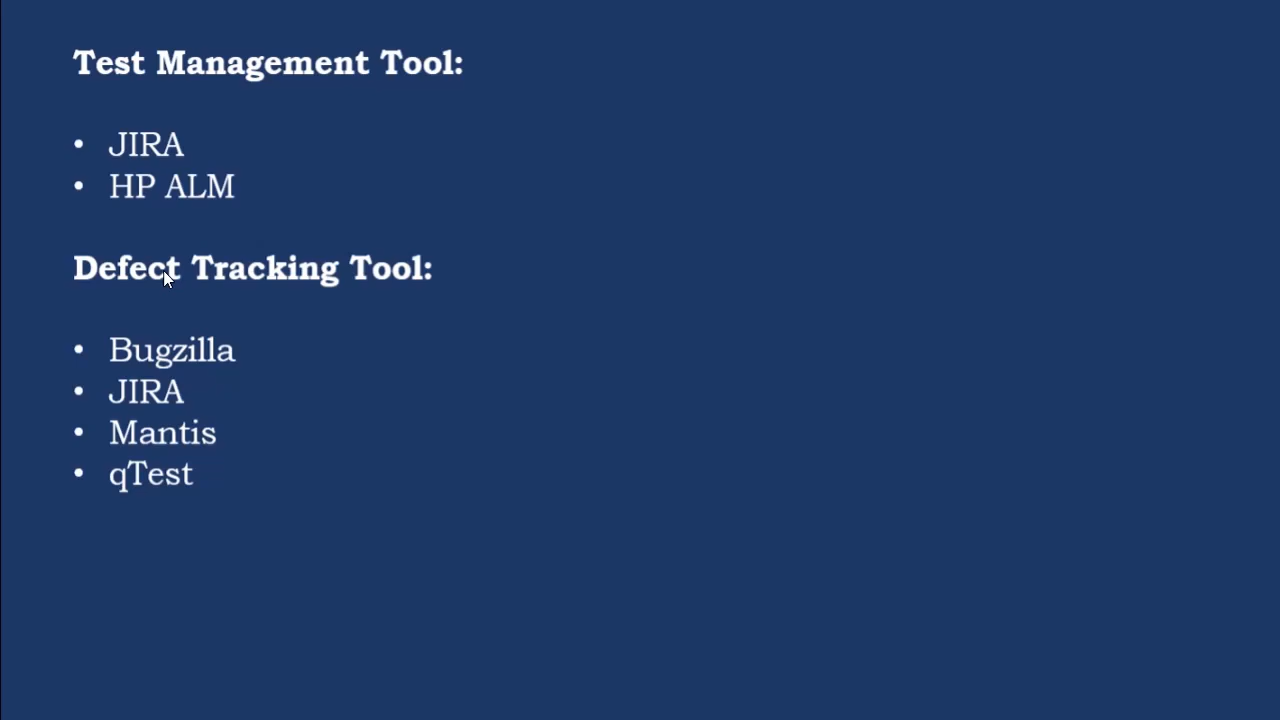 Test Management Tool:
• JIRA
• HP ALM
Defect Tracking Tool:
• Bugzilla
• JIRA
• Mantis
• qTest